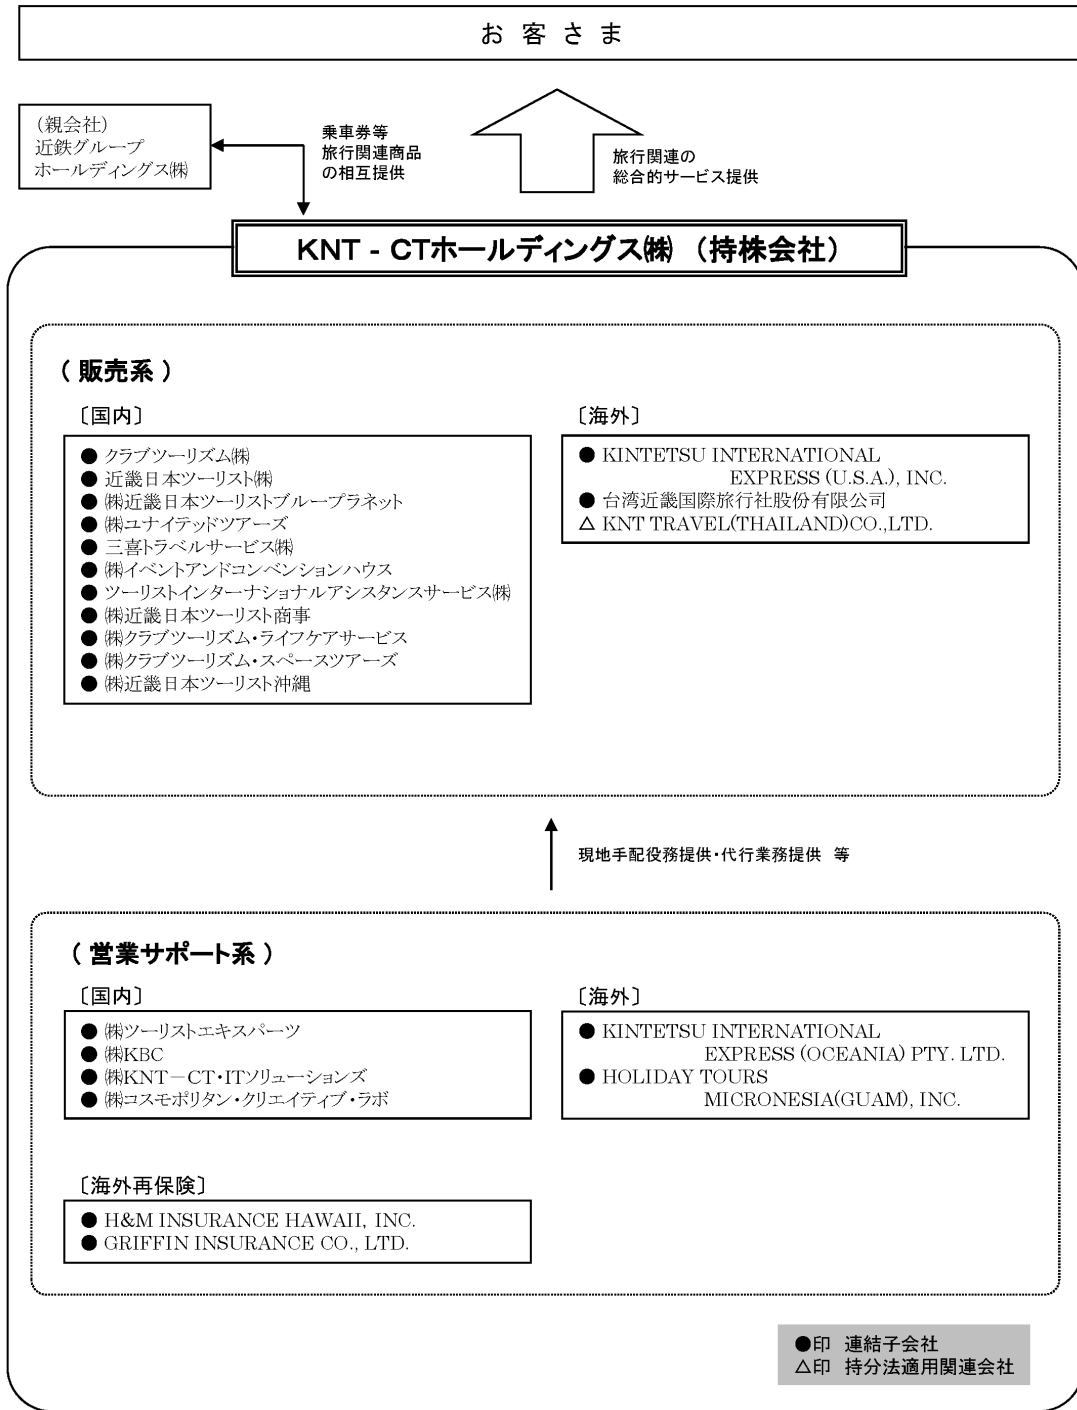 お 客 さ ま
(親会社)
近鉄グループ
ホールディングス㈱
乗車券等
旅行関連商品
の相互提供
旅行関連の
総合的サービス提供
KNT - CTホールディングス㈱ (持株会社)
( 販売系 )
〔国内〕
● クラブツーリズム㈱
● 近畿日本ツーリスト㈱
● ㈱近畿日本ツーリストブループラネット
● ㈱ユナイテッドツアーズ
● 三喜トラベルサービス㈱
● ㈱イベントアンドコンベンションハウス
● ツーリストインターナショナルアシスタンスサービス㈱
● ㈱近畿日本ツーリスト商事
● ㈱クラブツーリズム・ライフケアサービス
● ㈱クラブツーリズム・スペースツアーズ
● ㈱近畿日本ツーリスト沖縄
〔海外〕
● KINTETSU INTERNATIONAL
EXPRESS (U.S.A.), INC.
● 台湾近畿国際旅行社股份有限公司
△ KNT TRAVEL(THAILAND)CO.,LTD.
現地手配役務提供・代行業務提供 等
( 営業サポート系 )
〔国内〕
● ㈱ツーリストエキスパーツ
● ㈱KBC
● ㈱KNT－CT・ITソリューションズ
● ㈱コスモポリタン・クリエイティブ・ラボ
〔海外〕
● KINTETSU INTERNATIONAL
EXPRESS (OCEANIA) PTY. LTD.
● HOLIDAY TOURS
MICRONESIA(GUAM), INC.
〔海外再保険〕
● H&M INSURANCE HAWAII, INC.
● GRIFFIN INSURANCE CO., LTD.
●印 連結子会社
△印 持分法適用関連会社